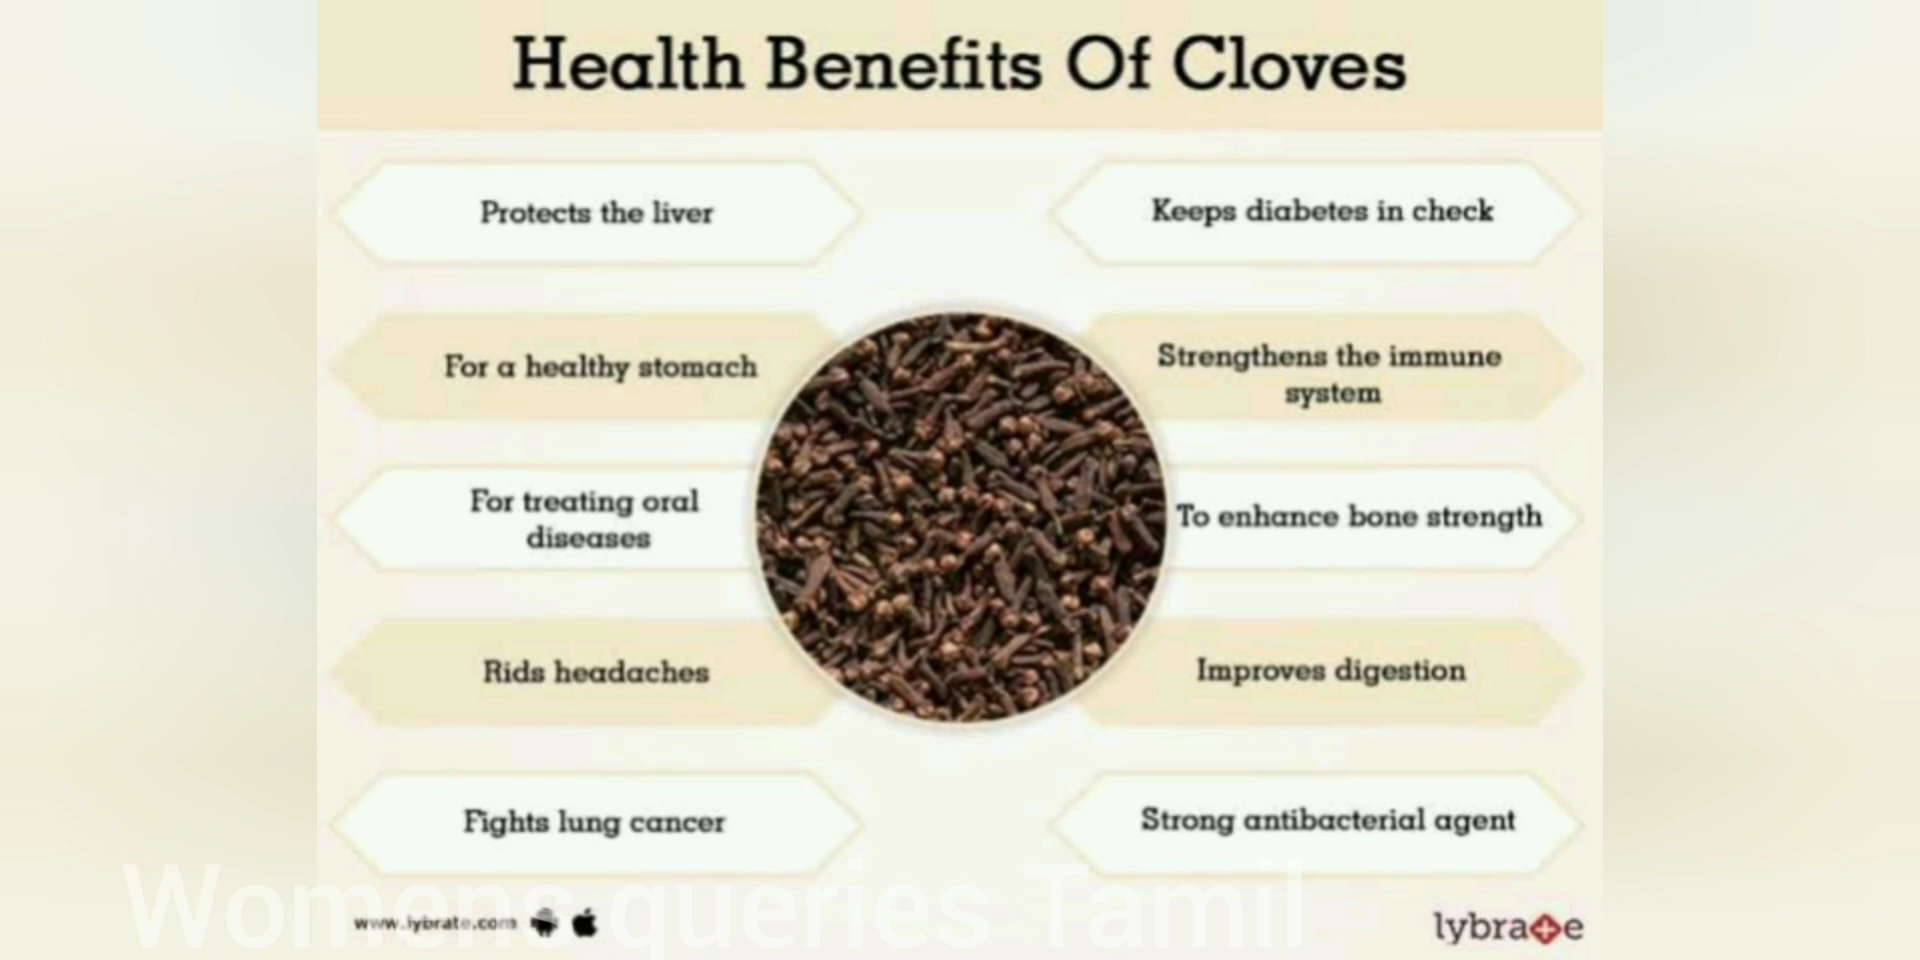 Health Benefits Of Cloves
Protects the liver
Keeps diabetes in check
For a healthy stomach
Strengthens the immune
system
For treating oral
diseases
To enhance bone strength
Rids headaches
Improves digestion
Fights lung cancer
Strong antibacterial agent
Womens queries Tamil
www.lybrate.com
lybrate